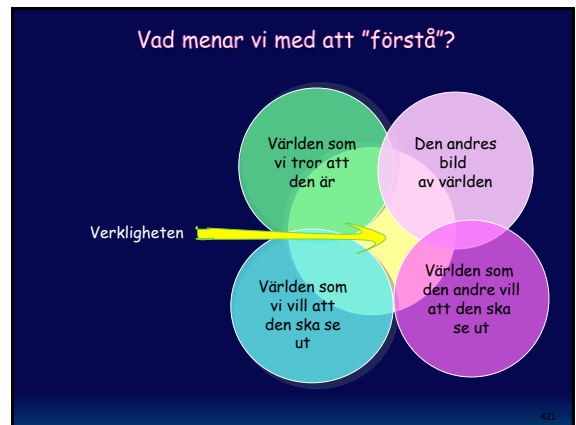 Vad menar vi med att ”förstå”?
Världen som
vi tror att
den är
Den andres
bild
av världen
Verkligheten
Världen som
vi vill att
den ska se
ut
Världen som
den andre vill
att den ska
se ut
421